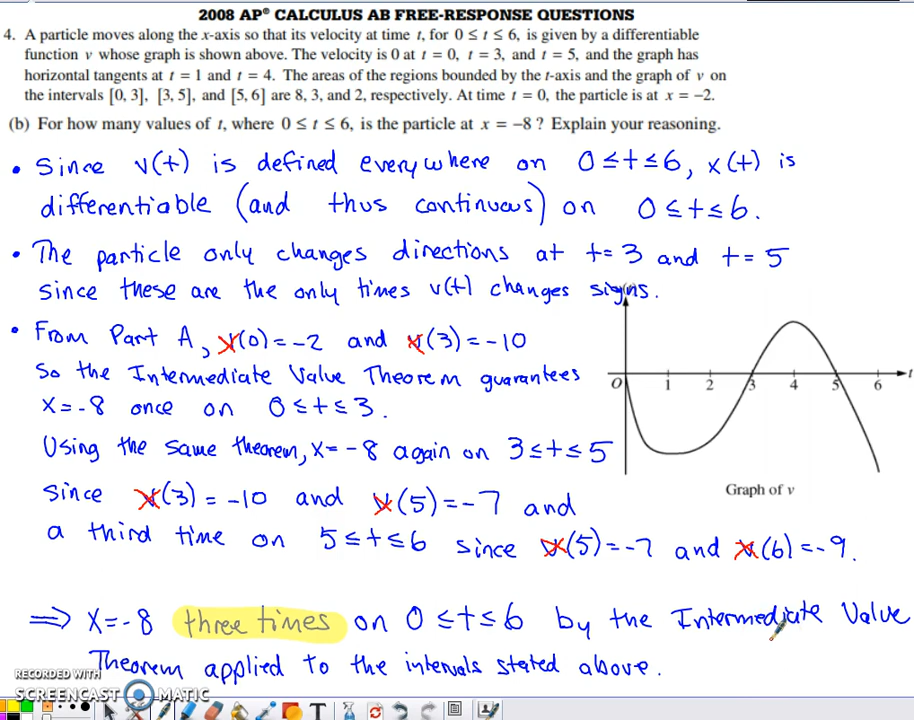 2008 AP® CALCULUS AB FREE-RESPONSE QUESTIONS
4. A particle moves along the x-axis so that its velocity at time t, for 0 ≤ t ≤ 6, is given by a differentiable
function v whose graph is shown above. The velocity is 0 at t = 0, t = 3, and t = 5, and the graph has
horizontal tangents at t = 1 and t = 4. The areas of the regions bounded by the t-axis and the graph of v on
the intervals [0, 3], [3, 5], and [5, 6] are 8, 3, and 2, respectively. At time t = 0, the particle is at x = −2.
(b) For how many values of t, where 0 ≤ t ≤ 6, is the particle at x = −8 ? Explain your reasoning.
• Since v(t) is defined everywhere on 0 ≤ t ≤ 6, x(t) is
differentiable (and thus continuous) on 0 ≤ t ≤ 6.
• The particle only changes directions at t = 3 and t = 5
since these are the only times v(t) changes signs.
• From Part A, x(0) = -2 and x(3) = -10
So the Intermediate Value Theorem guarantees
x = -8 once on 0 ≤ t ≤ 3.
Using the same theorem, x = -8 again on 3 ≤ t ≤ 5
since x(3) = -10 and x(5) = -7 and
a third time on 5 ≤ t ≤ 6 since x(5) = -7 and x(6) = -9.
O 1 2 3 4 5 6 t
Graph of v
⇒ x = -8 three times on 0 ≤ t ≤ 6 by the Intermediate Value
Theorem applied to the intervals stated above.
RECORDED WITH
SCREENCAST MATIC
T